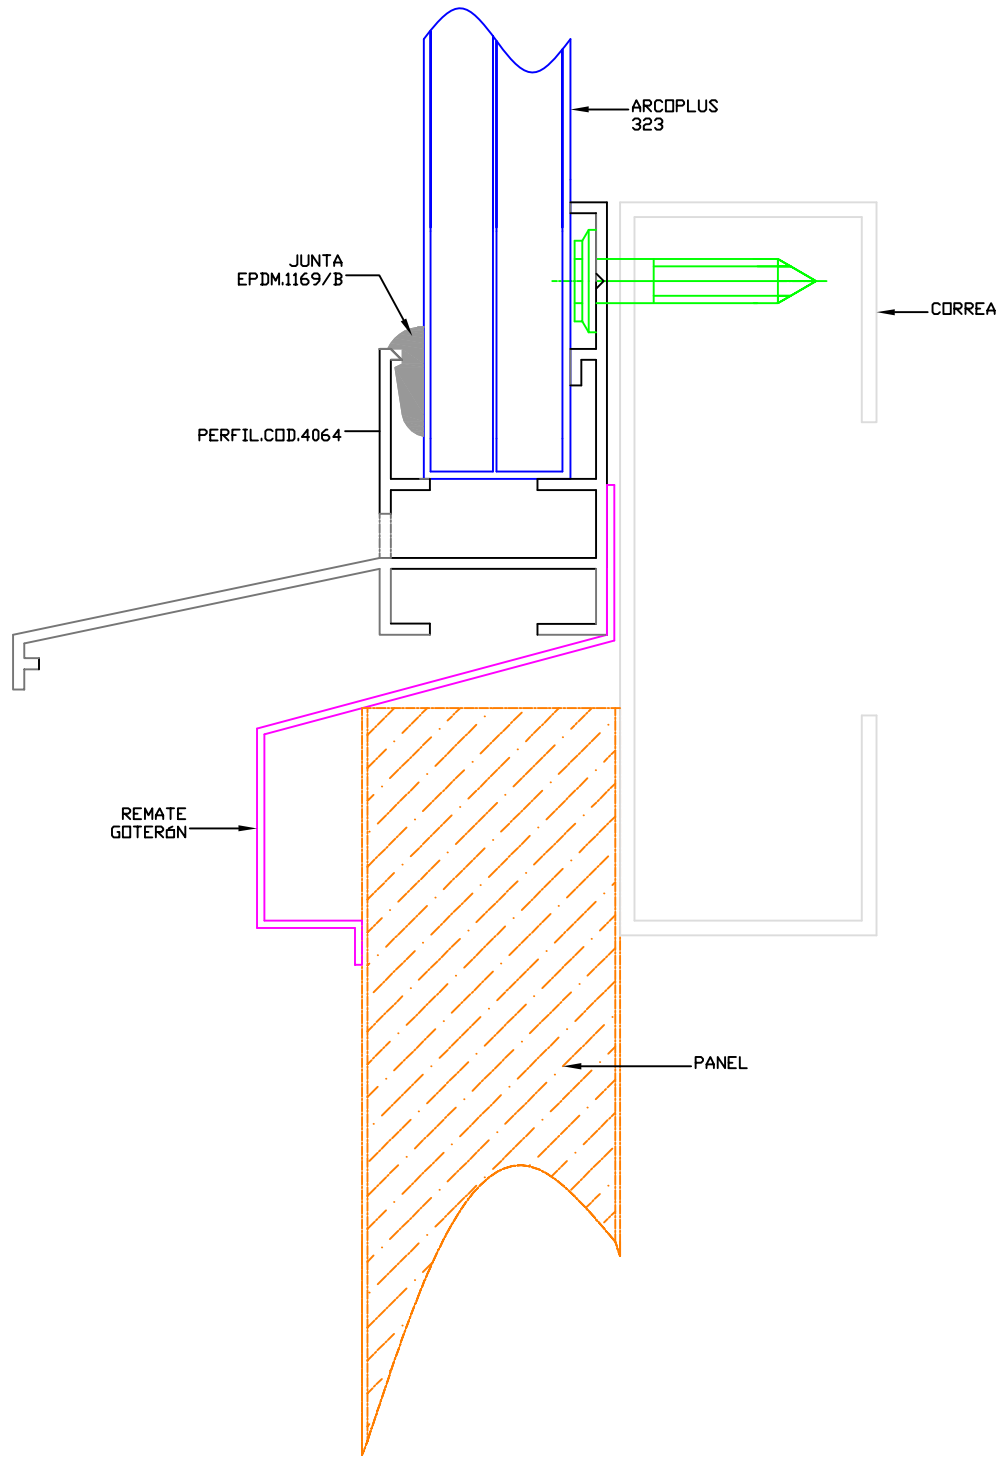 ARCOPLUS
323
JUNTA
EPDM.1169/B
CORREA
PERFIL.COD.4064
REMATE
GOTERóN
PANEL